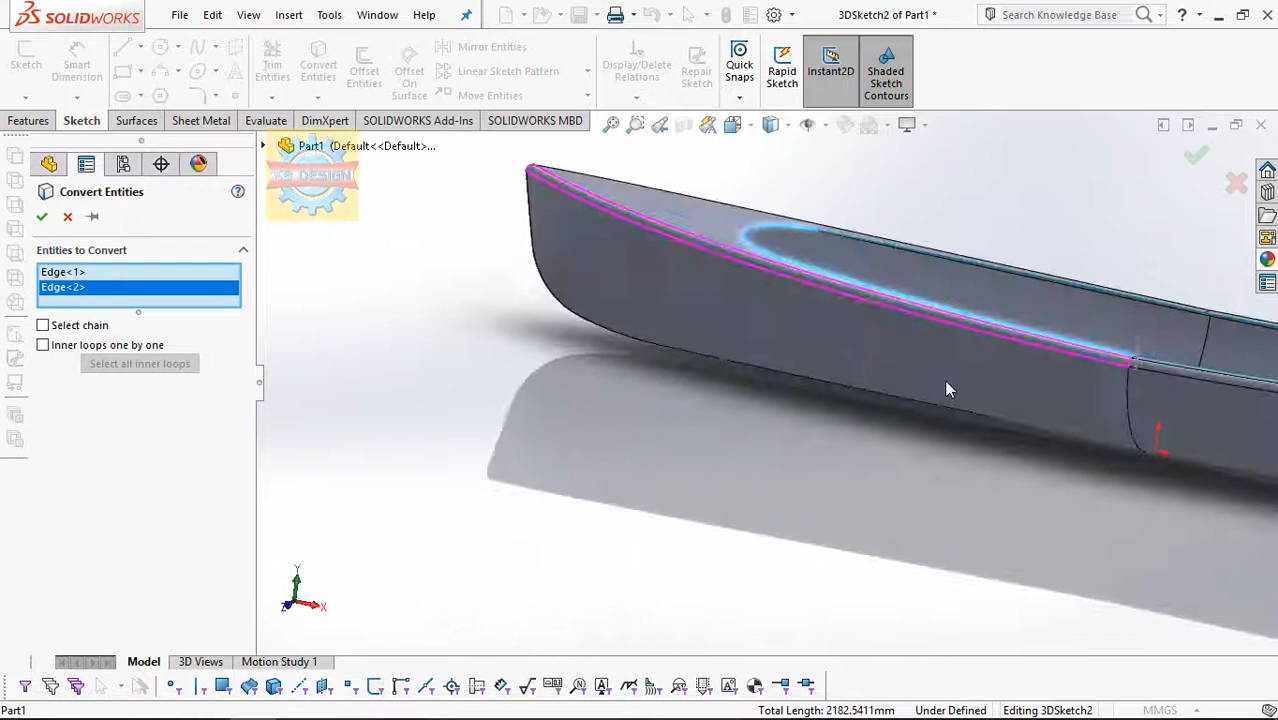 SOLIDWORKS File Edit View Insert Tools Window Help 3DSketch2 of Part1 * Search Knowledge Base ?
Sketch Smart Dimension Trim Entities Convert Entities Offset Entities Offset On Surface Mirror Entities Linear Sketch Pattern Move Entities Display/Delete Relations Repair Sketch Quick Snaps Rapid Sketch Instant2D Shaded Sketch Contours
Features Sketch Surfaces Sheet Metal Evaluate DimXpert SOLIDWORKS Add-Ins SOLIDWORKS MBD
Part1 (Default<<Default>...
DESIGN
Convert Entities ?
Entities to Convert
Edge<1>
Edge<2>
Select chain
Inner loops one by one
Select all inner loops
Y
Z X
Model 3D Views Motion Study 1
Part1 Total Length: 2182.5411mm Under Defined Editing 3DSketch2 MMGS